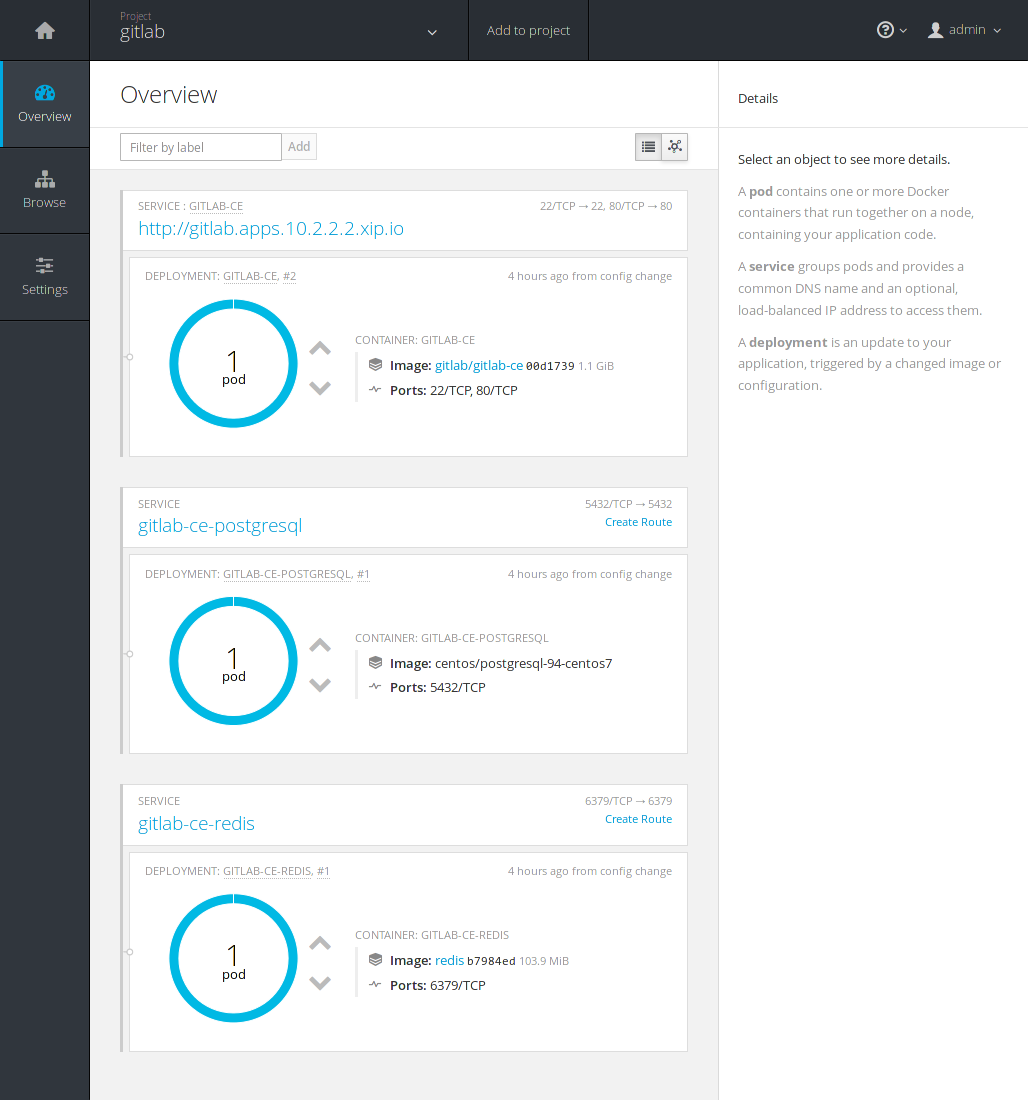 Project
gitlab
Add to project
admin
Overview
Browse
Settings
Overview
Filter by label
Add
SERVICE : GITLAB-CE
22/TCP → 22, 80/TCP → 80
http://gitlab.apps.10.2.2.2.xip.io
DEPLOYMENT: GITLAB-CE, #2
4 hours ago from config change
1
pod
CONTAINER: GITLAB-CE
Image: gitlab/gitlab-ce 00d1739 1.1 GiB
Ports: 22/TCP, 80/TCP
SERVICE
5432/TCP → 5432
gitlab-ce-postgresql
Create Route
DEPLOYMENT: GITLAB-CE-POSTGRESQL, #1
4 hours ago from config change
1
pod
CONTAINER: GITLAB-CE-POSTGRESQL
Image: centos/postgresql-94-centos7
Ports: 5432/TCP
SERVICE
6379/TCP → 6379
gitlab-ce-redis
Create Route
DEPLOYMENT: GITLAB-CE-REDIS, #1
4 hours ago from config change
1
pod
CONTAINER: GITLAB-CE-REDIS
Image: redis b7984ed 103.9 MiB
Ports: 6379/TCP
Details
Select an object to see more details.
A pod contains one or more Docker
containers that run together on a node,
containing your application code.
A service groups pods and provides a
common DNS name and an optional,
load-balanced IP address to access them.
A deployment is an update to your
application, triggered by a changed image or
configuration.